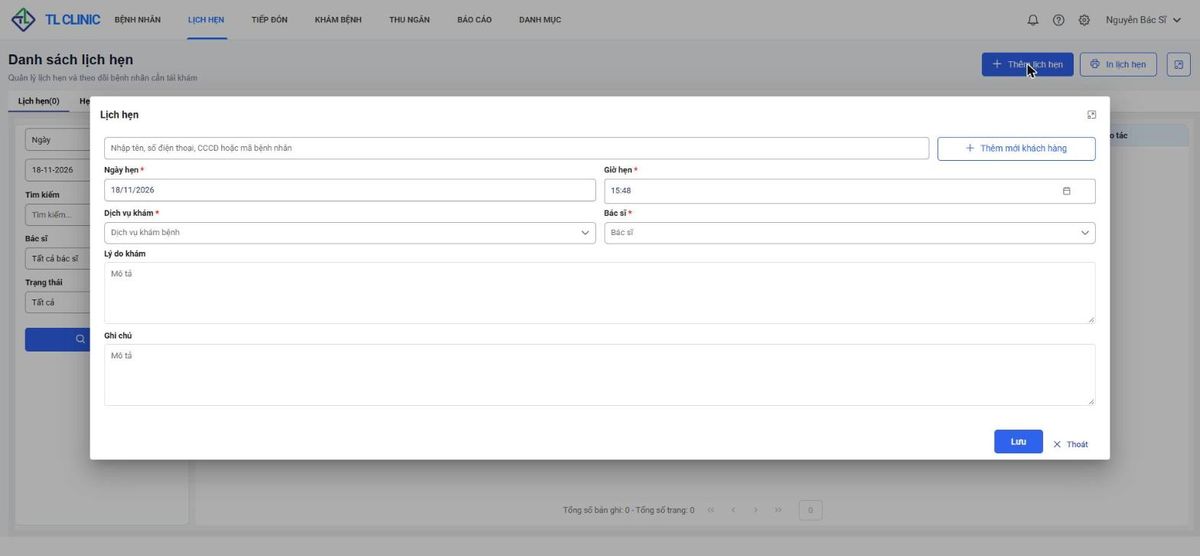 TL CLINIC BỆNH NHÂN LỊCH HẸN TIẾP ĐÓN KHÁM BỆNH THU NGÂN BÁO CÁO DANH MỤC Nguyễn Bác Sĩ
Danh sách lịch hẹn
Quản lý lịch hẹn và theo dõi bệnh nhân cần tái khám
Thêm lịch hẹn In lịch hẹn
Lịch hẹn(0)
Lịch hẹn
Ngày
Nhập tên, số điện thoại, CCCD hoặc mã bệnh nhân Thêm mới khách hàng
18-11-2026
Ngày hẹn * Giờ hẹn *
18/11/2026 15:48
Tìm kiếm
Tìm kiếm...
Dịch vụ khám * Bác sĩ *
Dịch vụ khám bệnh Bác sĩ
Bác sĩ
Tất cả bác sĩ
Lý do khám
Mô tả
Trạng thái
Tất cả
Ghi chú
Mô tả
Lưu Thoát
Tổng số bản ghi: 0 - Tổng số trang: 0 0